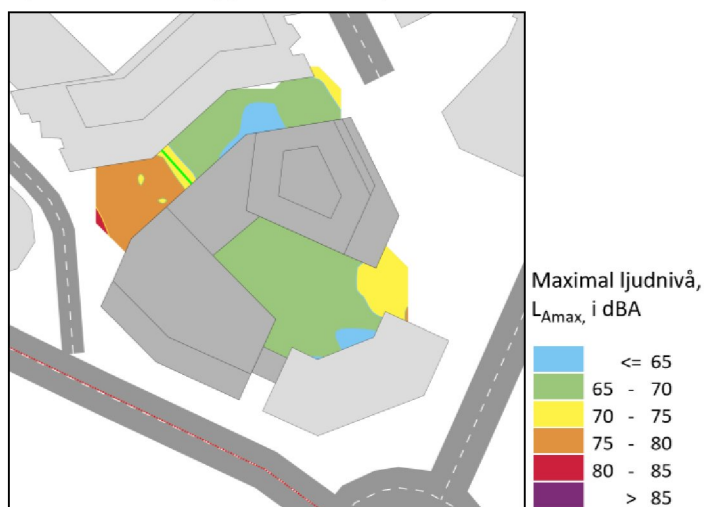 Maximal ljudnivå,
LAmax, i dBA
<= 65
65 - 70
70 - 75
75 - 80
80 - 85
> 85